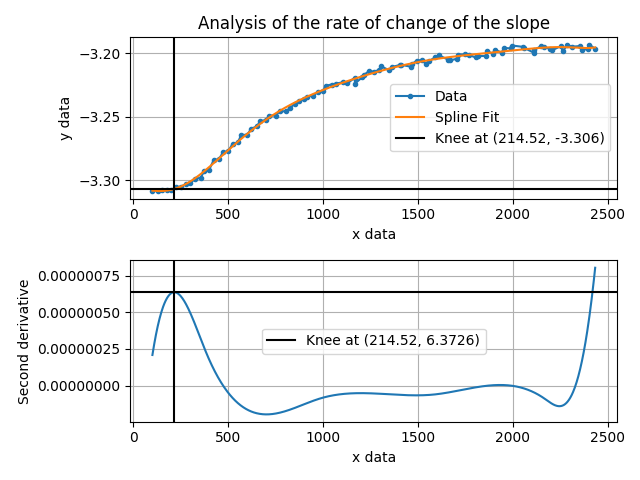 Analysis of the rate of change of the slope
−3.20
−3.25
−3.30
y data
Data
Spline Fit
Knee at (214.52, -3.306)
0 500 1000 1500 2000 2500
x data
0.00000075
0.00000050
0.00000025
0.00000000
Second derivative
Knee at (214.52, 6.3726)
0 500 1000 1500 2000 2500
x data